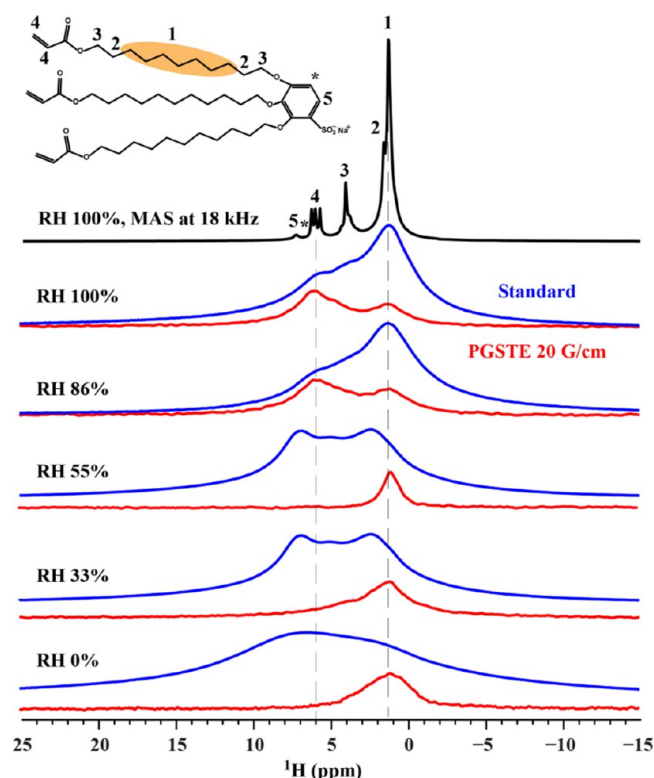 4
3
1
2
4
O
O
2
3
O
*
O
O
O
5
SO3⁻ Na⁺
O
O
O
1
2
3
4
5 *
RH 100%, MAS at 18 kHz
RH 100%
Standard
PGSTE 20 G/cm
RH 86%
RH 55%
RH 33%
RH 0%
25 20 15 10 5 0 −5 −10 −15
¹H (ppm)